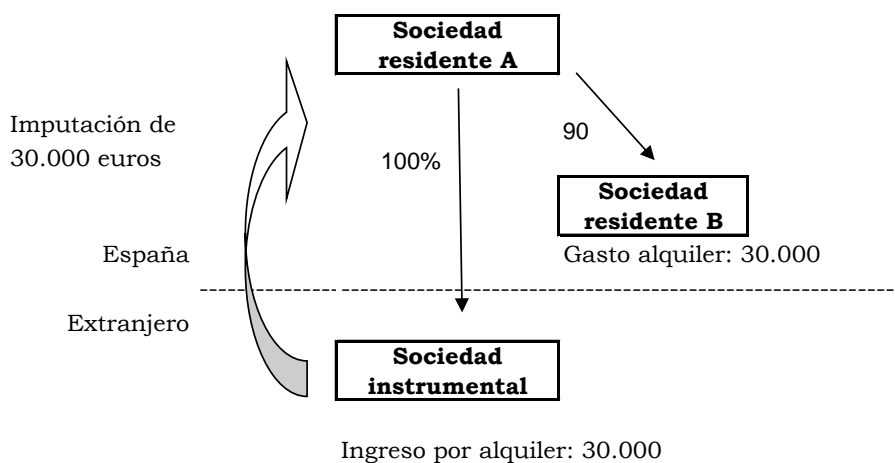 Sociedad
residente A
Imputación de
30.000 euros
100%
90
Sociedad
residente B
España
Gasto alquiler: 30.000
Extranjero
Sociedad
instrumental
Ingreso por alquiler: 30.000